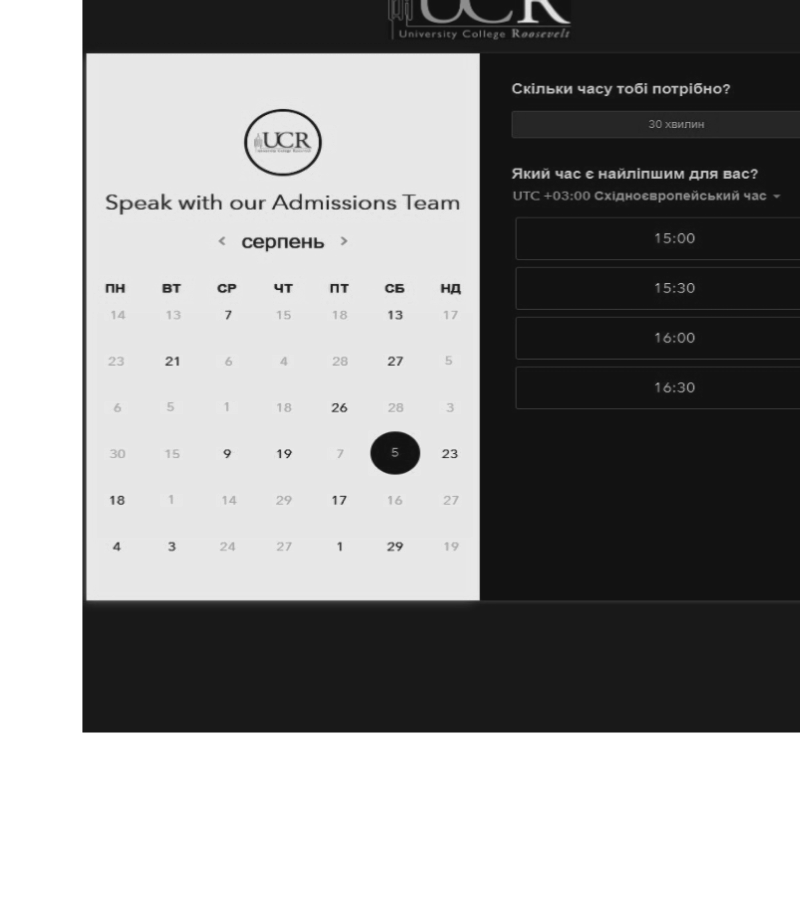 UCR
University College Roosevelt
UCR
Speak with our Admissions Team
< серпень >
ПН ВТ СР ЧТ ПТ СБ НД
14 13 7 15 18 13 17
23 21 6 4 28 27 5
6 5 1 18 26 28 3
30 15 9 19 7 5 23
18 1 14 29 17 16 27
4 3 24 27 1 29 19
Скільки часу тобі потрібно?
30 хвилин
Який час є найліпшим для вас?
UTC +03:00 Східноєвропейський час
15:00
15:30
16:00
16:30